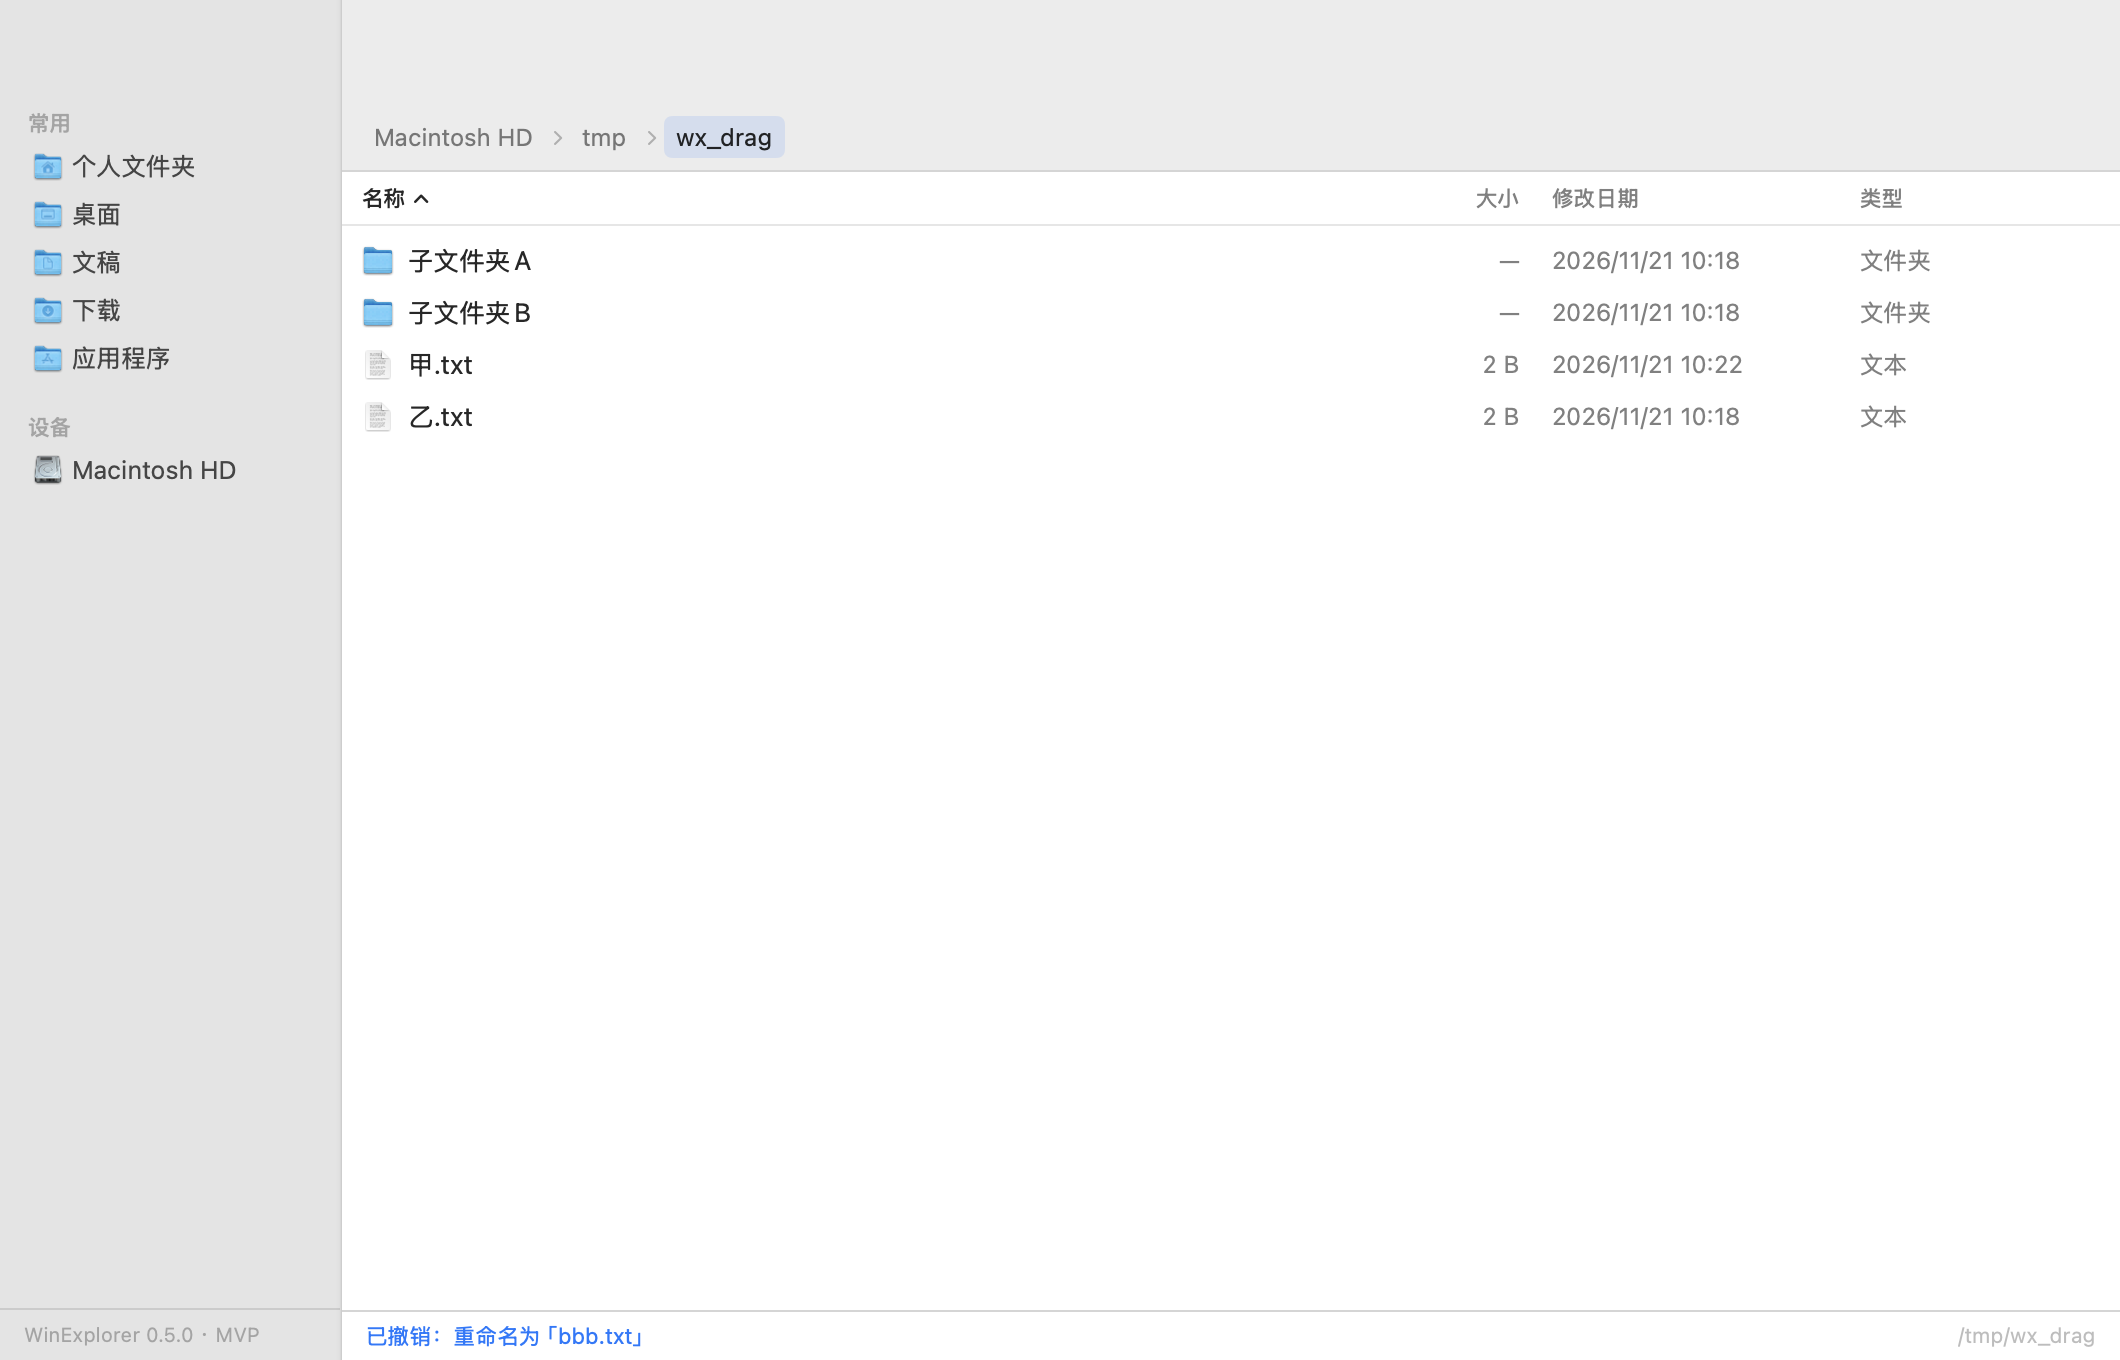 常用
个人文件夹
桌面
文稿
下载
应用程序
设备
Macintosh HD
WinExplorer 0.5.0 · MVP
Macintosh HD > tmp > wx_drag
名称 大小 修改日期 类型
子文件夹A — 2026/11/21 10:18 文件夹
子文件夹B — 2026/11/21 10:18 文件夹
甲.txt 2 B 2026/11/21 10:22 文本
乙.txt 2 B 2026/11/21 10:18 文本
已撤销：重命名为「bbb.txt」 /tmp/wx_drag